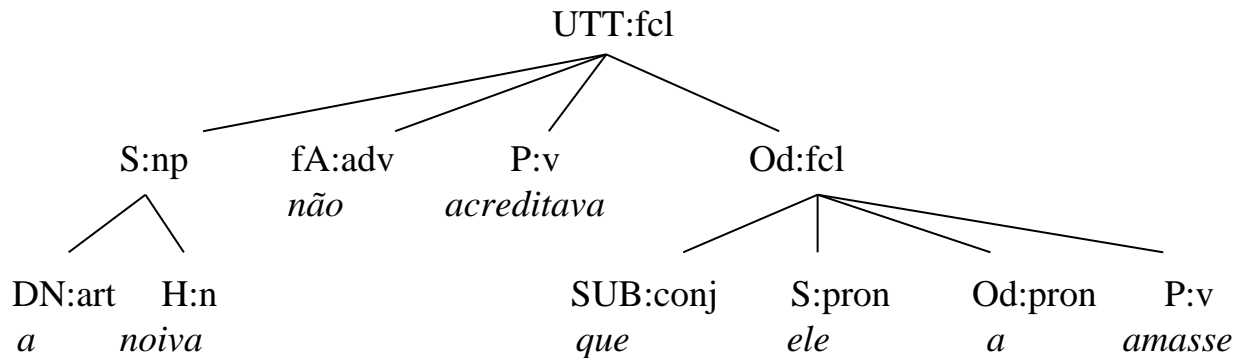 UTT:fcl
S:np fA:adv P:v Od:fcl
não acreditava
DN:art H:n SUB:conj S:pron Od:pron P:v
a noiva que ele a amasse